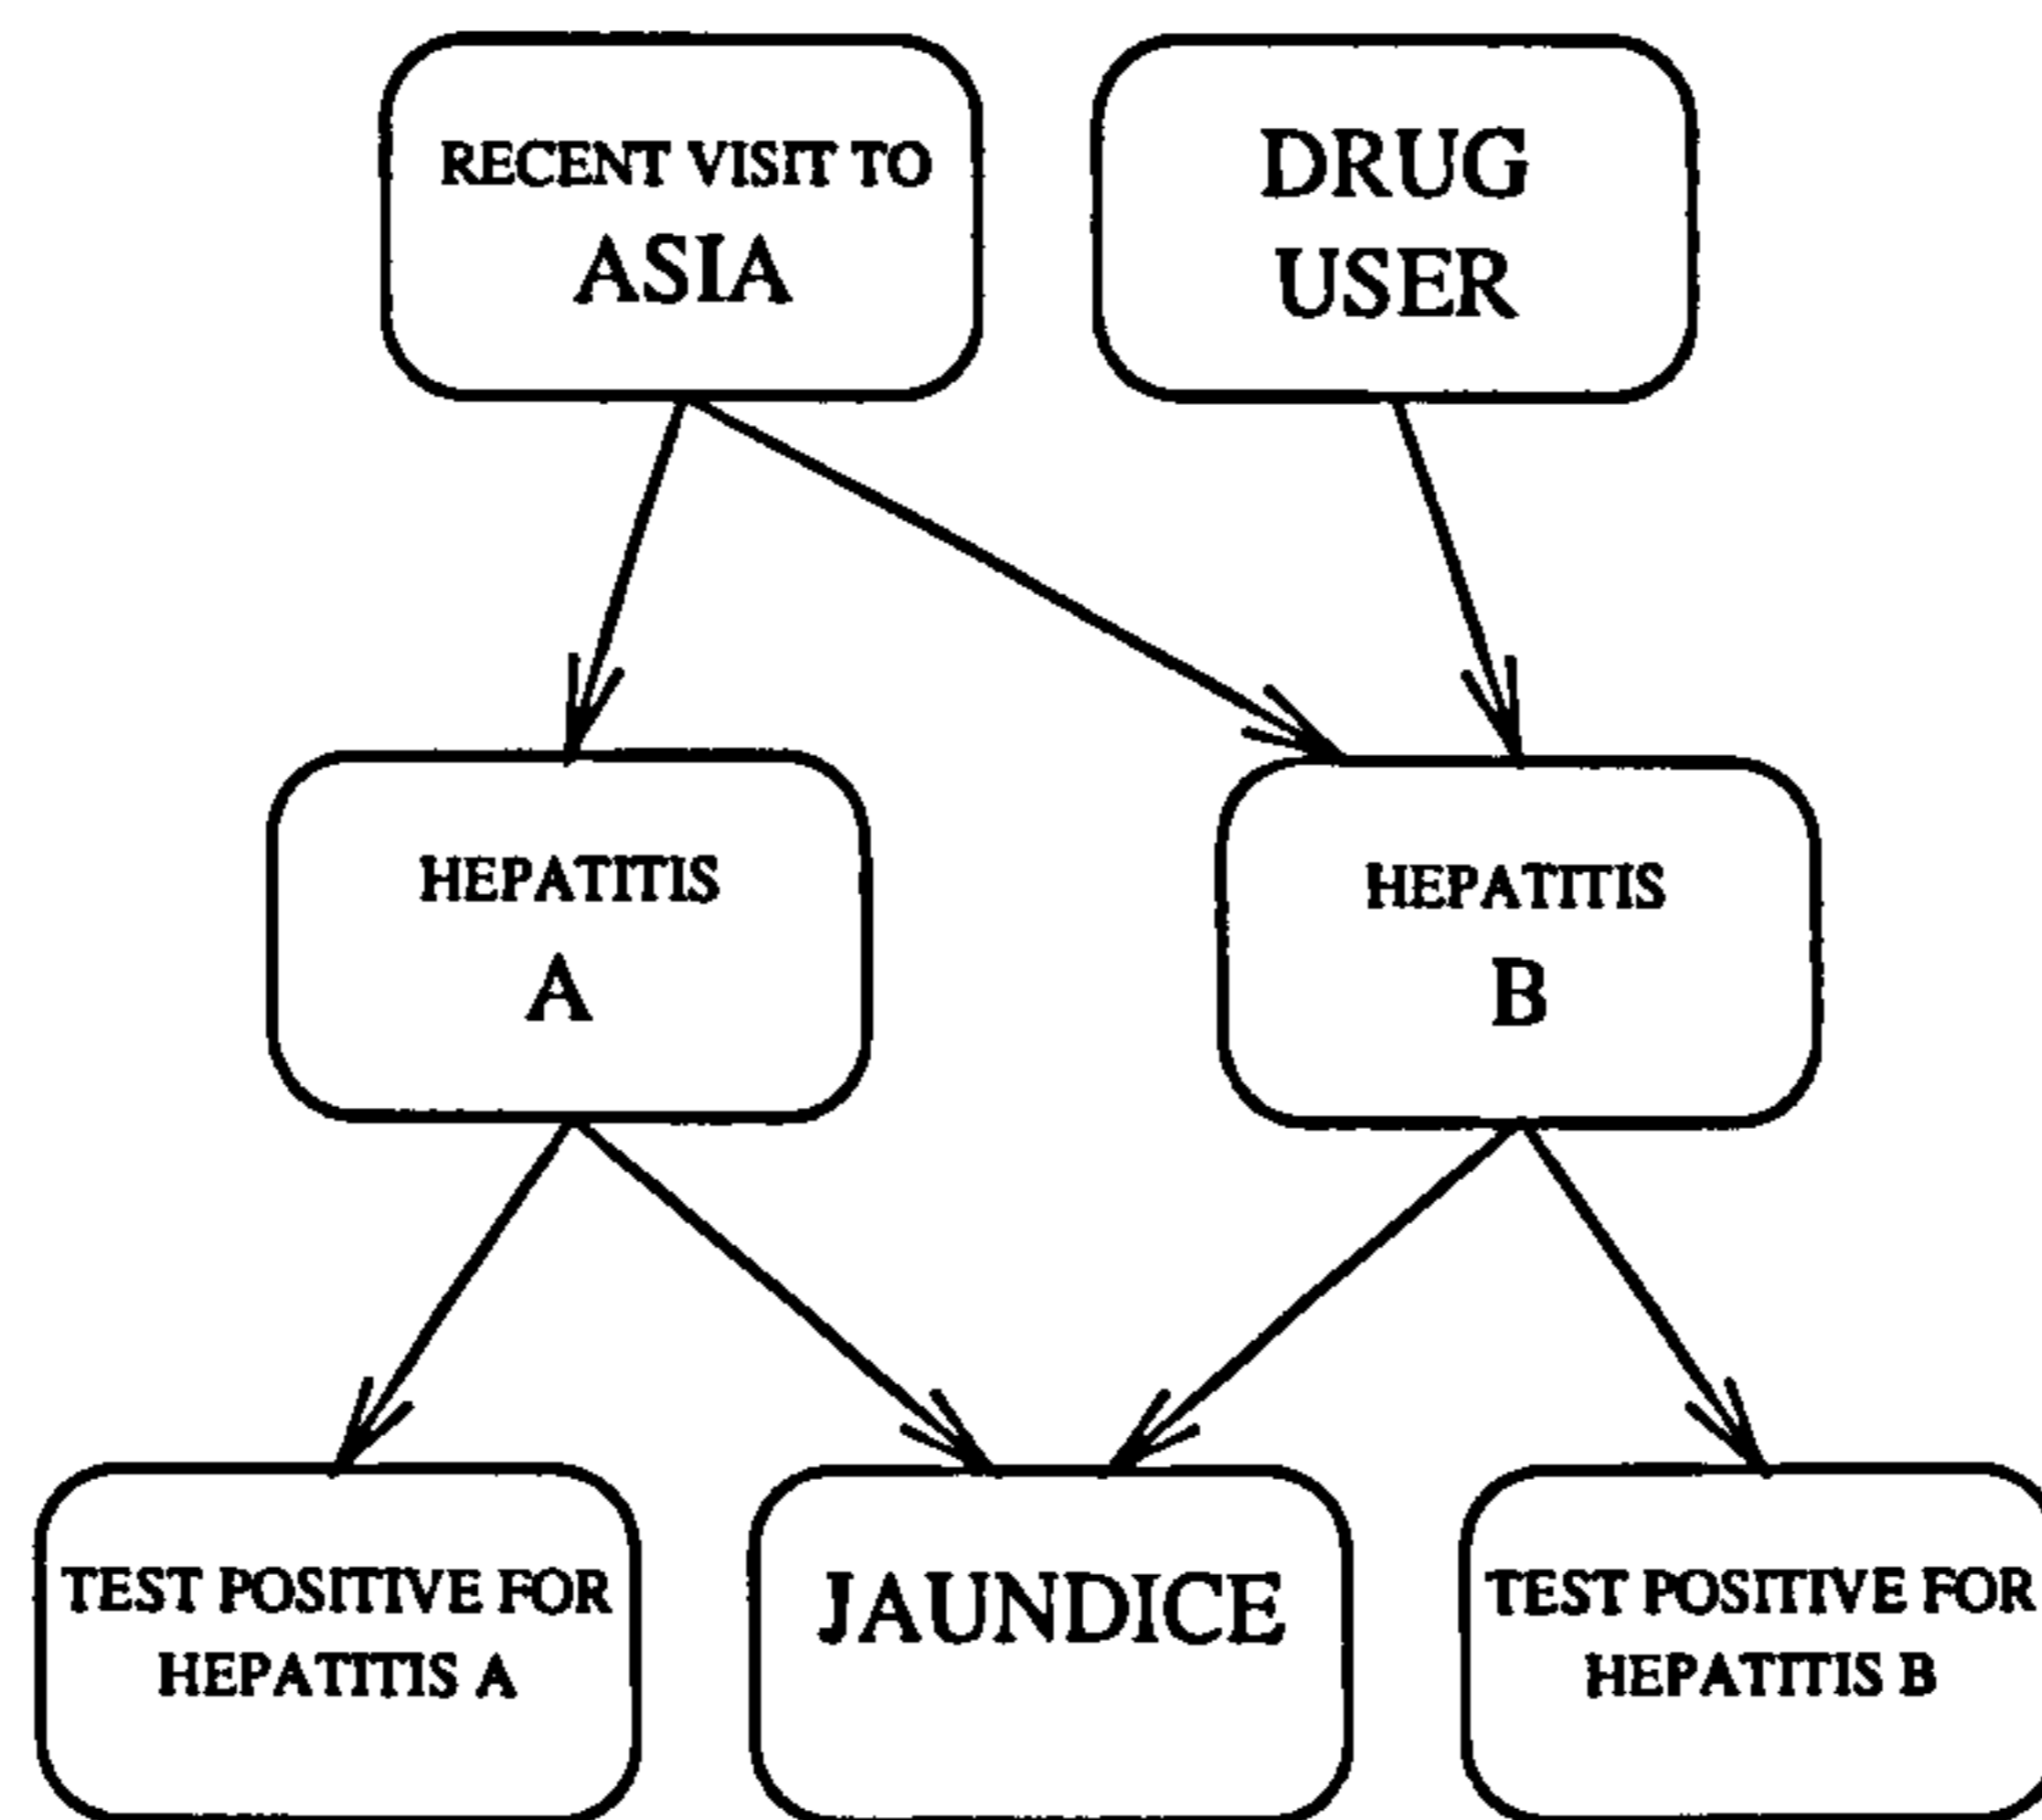 RECENT VISIT TO
ASIA
DRUG
USER
HEPATITIS
A
HEPATITIS
B
TEST POSITIVE FOR
HEPATITIS A
JAUNDICE
TEST POSITIVE FOR
HEPATITIS B